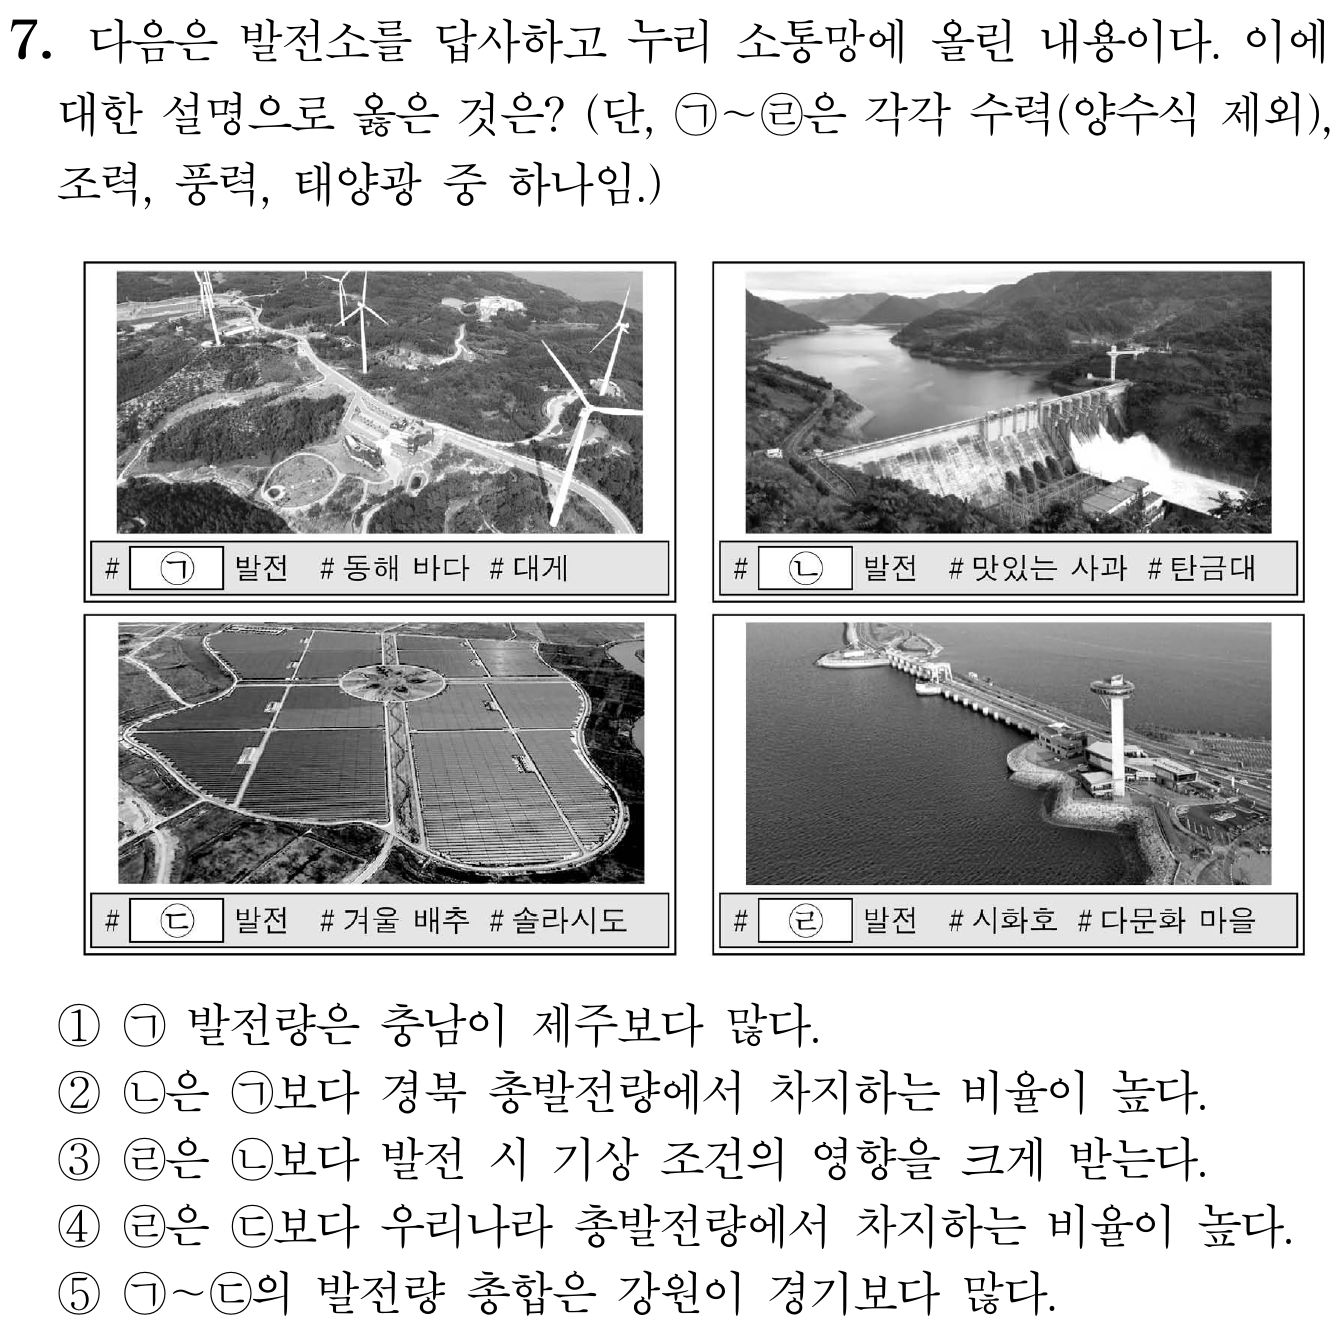 7. 다음은 발전소를 답사하고 누리 소통망에 올린 내용이다. 이에
대한 설명으로 옳은 것은? (단, ㉠~㉣은 각각 수력(양수식 제외),
조력, 풍력, 태양광 중 하나임.)
# ㉠ 발전 # 동해 바다 # 대게
# ㉡ 발전 # 맛있는 사과 # 탄금대
# ㉢ 발전 # 겨울 배추 # 솔라시도
# ㉣ 발전 # 시화호 # 다문화 마을
① ㉠ 발전량은 충남이 제주보다 많다.
② ㉡은 ㉠보다 경북 총발전량에서 차지하는 비율이 높다.
③ ㉣은 ㉡보다 발전 시 기상 조건의 영향을 크게 받는다.
④ ㉣은 ㉢보다 우리나라 총발전량에서 차지하는 비율이 높다.
⑤ ㉠~㉢의 발전량 총합은 강원이 경기보다 많다.